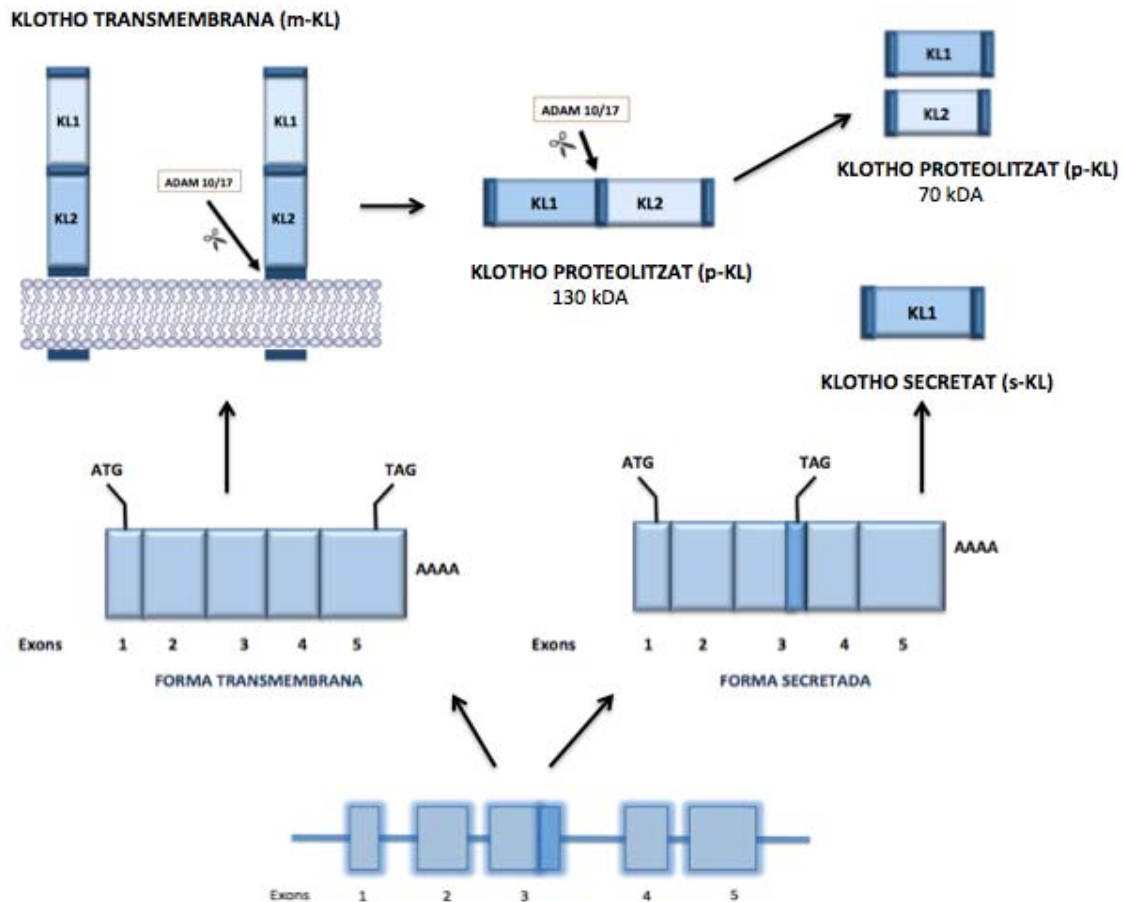 KLOTHO TRANSMEMBRANA (m-KL)
KL1
KL2
KL1
KL2
ADAM 10/17
ADAM 10/17
KL1
KL2
KLOTHO PROTEOLITZAT (p-KL)
130 kDA
KL1
KL2
KLOTHO PROTEOLITZAT (p-KL)
70 kDA
KL1
KLOTHO SECRETAT (s-KL)
ATG
TAG
AAAA
Exons 1 2 3 4 5
FORMA TRANSMEMBRANA
ATG
TAG
AAAA
Exons 1 2 3 4 5
FORMA SECRETADA
Exons 1 2 3 4 5